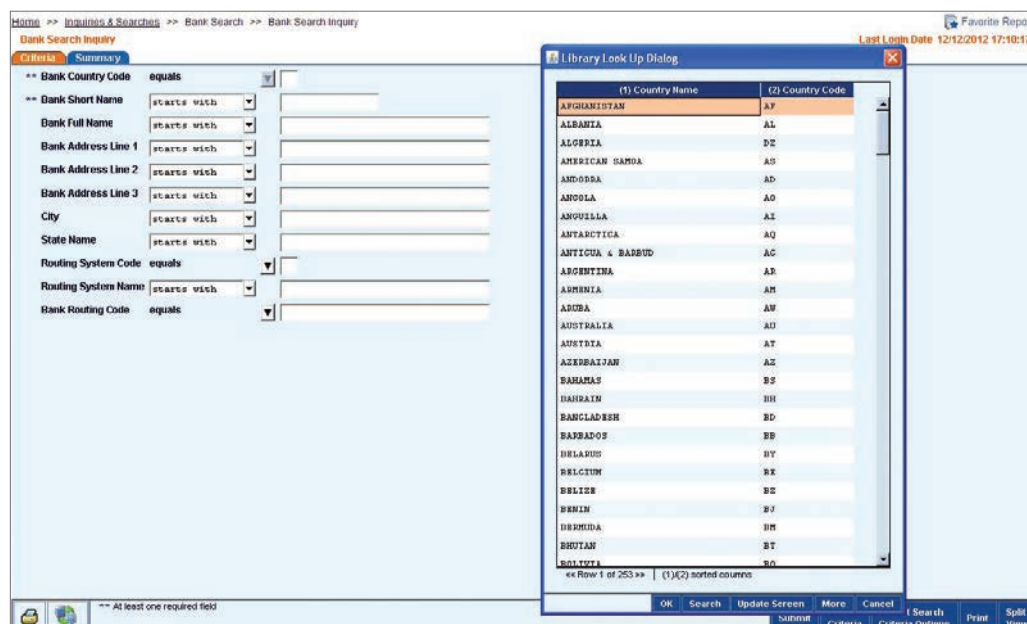 Home >> Inquiries & Searches >> Bank Search >> Bank Search Inquiry
Favorite Repo
Bank Search Inquiry
Last Login Date 12/12/2012 17:10:1
Criteria Summary
** Bank Country Code equals
** Bank Short Name starts with
Bank Full Name starts with
Bank Address Line 1 starts with
Bank Address Line 2 starts with
Bank Address Line 3 starts with
City starts with
State Name starts with
Routing System Code equals
Routing System Name starts with
Bank Routing Code equals
Library Look Up Dialog
(1) Country Name (2) Country Code
AFGHANISTAN AF
ALBANIA AL
ALGERIA DZ
AMERICAN SAMOA AS
ANDORRA AD
ANGOLA AO
ANGUILLA AI
ANTARCTICA AQ
ANTIGUA & BARBUD AG
ARGENTINA AR
ARMENIA AM
ARUBA AW
AUSTRALIA AU
AUSTRIA AT
AZERBAIJAN AZ
BAHAMAS BS
BAHRAIN BH
BANGLADESH BD
BARBADOS BB
BELARUS BY
BELGIUM BE
BELIZE BZ
BENIN BJ
BERMUDA BM
BHUTAN BT
BOLIVIA BO
<< Row 1 of 253 >> (1)/(2) sorted coumns
OK Search Update Screen More Cancel
** At least one required field
Submit Criteria Search Criteria Options Print Split View